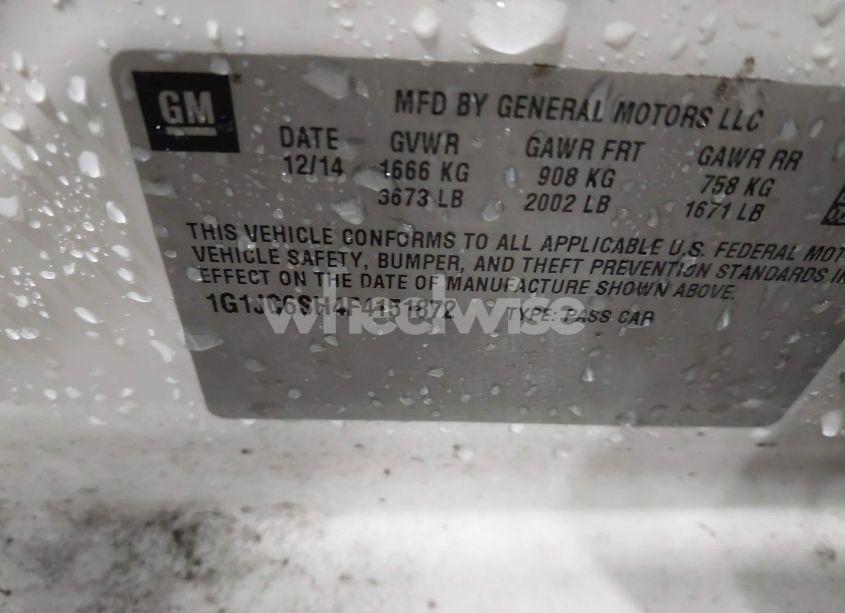 GM
MFD BY GENERAL MOTORS LLC
DATE GVWR GAWR FRT GAWR RR
12/14 1666 KG 908 KG 758 KG
3673 LB 2002 LB 1671 LB
THIS VEHICLE CONFORMS TO ALL APPLICABLE U.S. FEDERAL MOT
VEHICLE SAFETY, BUMPER, AND THEFT PREVENTION STANDARDS IN
EFFECT ON THE DATE OF MANUFACTURE SHOWN ABOVE.
1G1JC6SH4F4151872 TYPE: PASS CAR
wheelwise